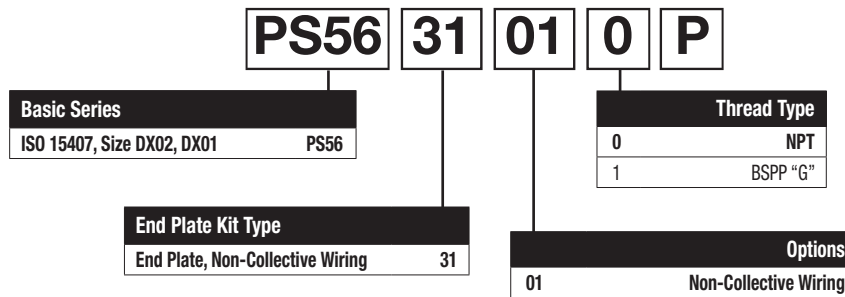 PS56 31 01 0 P
Basic Series
ISO 15407, Size DX02, DX01 PS56
Thread Type
0 NPT
1 BSPP “G”
End Plate Kit Type
End Plate, Non-Collective Wiring 31
Options
01 Non-Collective Wiring